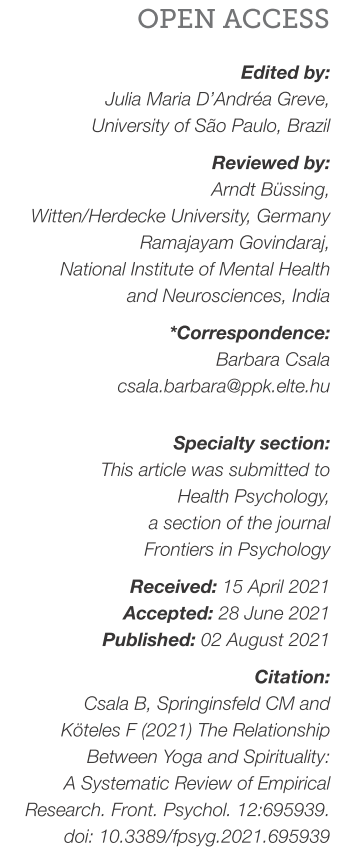 OPEN ACCESS
Edited by:
Julia Maria D'Andréa Greve,
University of São Paulo, Brazil
Reviewed by:
Arndt Büssing,
Witten/Herdecke University, Germany
Ramajayam Govindaraj,
National Institute of Mental Health
and Neurosciences, India
*Correspondence:
Barbara Csala
csala.barbara@ppk.elte.hu
Specialty section:
This article was submitted to
Health Psychology,
a section of the journal
Frontiers in Psychology
Received: 15 April 2021
Accepted: 28 June 2021
Published: 02 August 2021
Citation:
Csala B, Springinsfeld CM and
Köteles F (2021) The Relationship
Between Yoga and Spirituality:
A Systematic Review of Empirical
Research. Front. Psychol. 12:695939.
doi: 10.3389/fpsyg.2021.695939